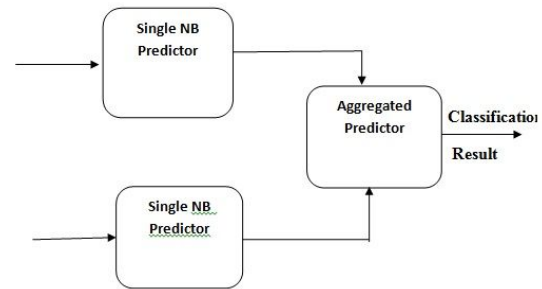 Single NB
Predictor
Aggregated
Predictor
Classification
Result
Single NB
Predictor